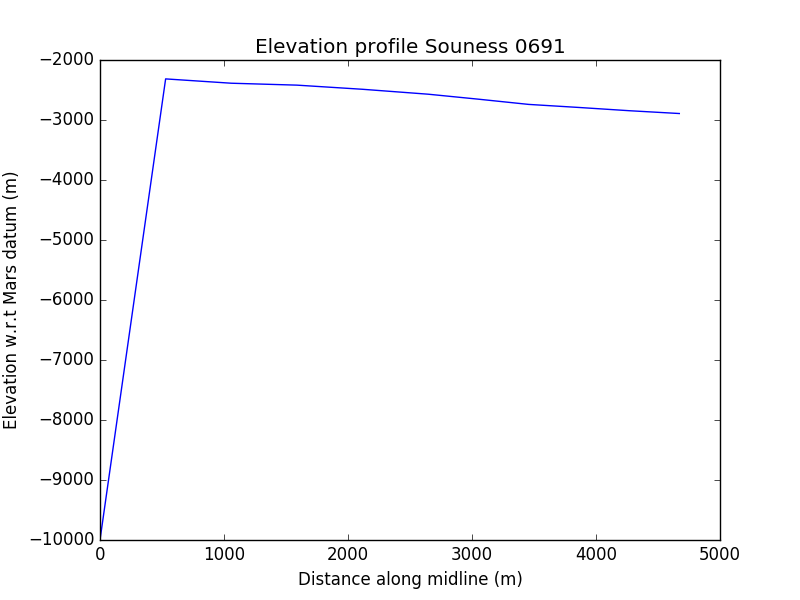 Elevation profile Souness 0691
Elevation w.r.t Mars datum (m)
−2000
−3000
−4000
−5000
−6000
−7000
−8000
−9000
−10000
0 1000 2000 3000 4000 5000
Distance along midline (m)